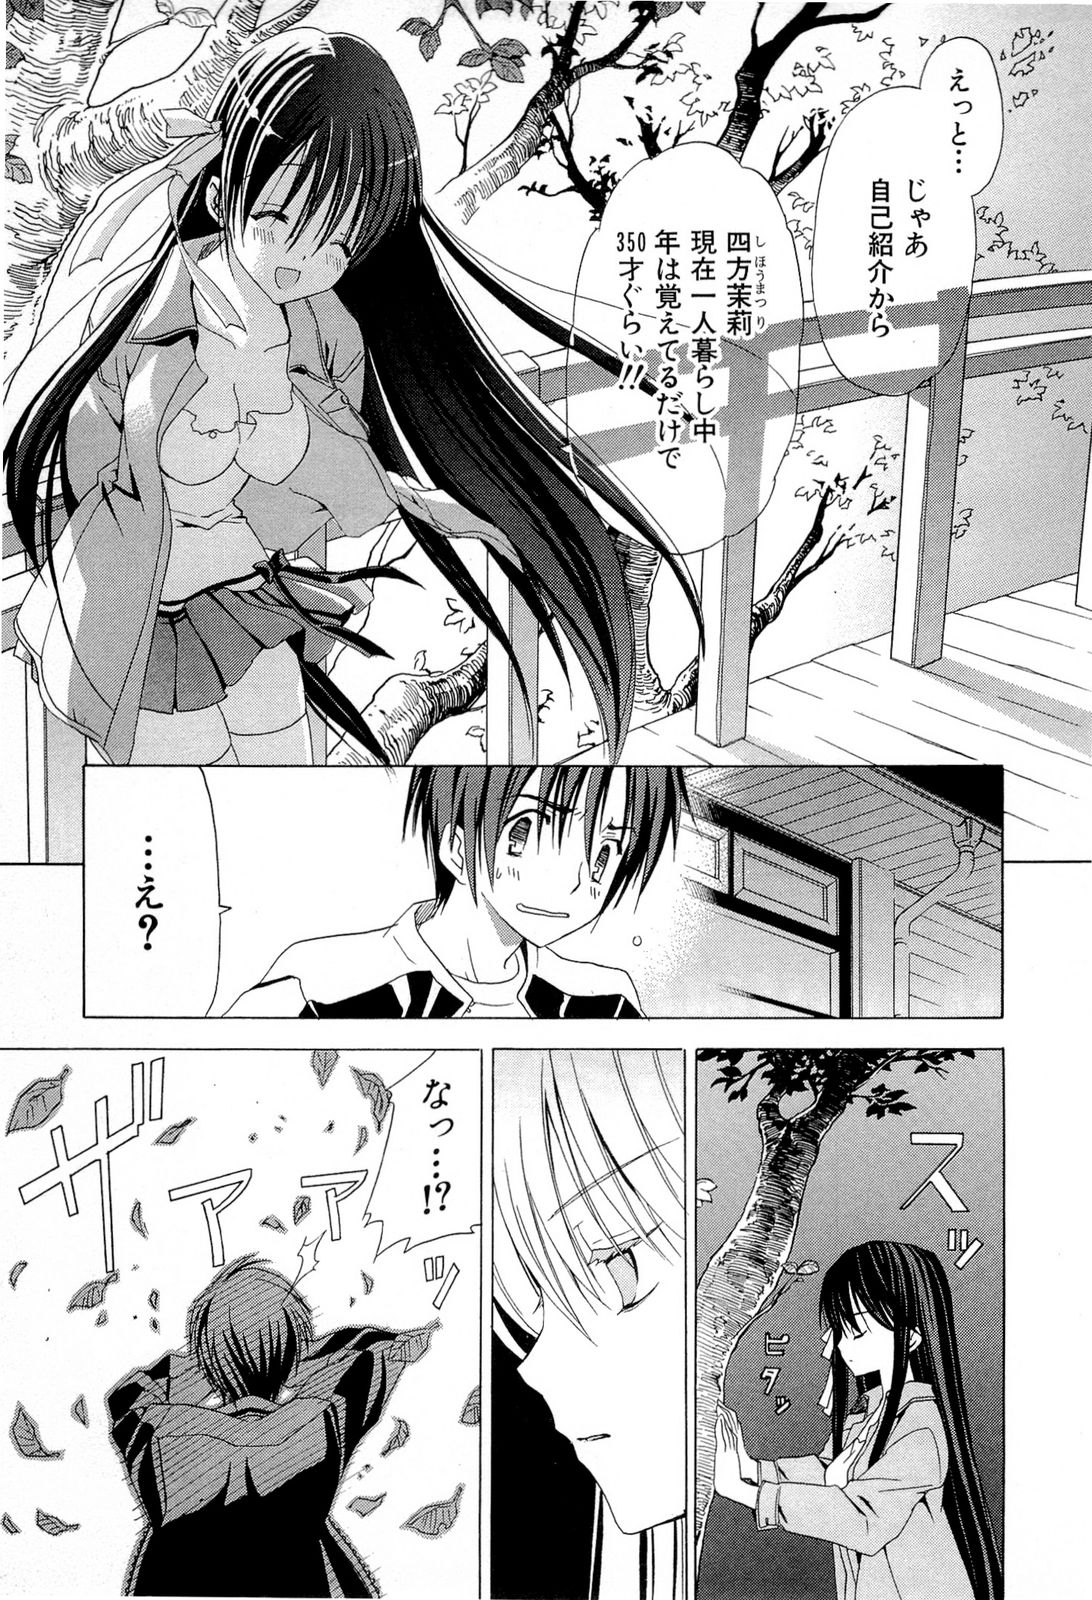 えっと…
じゃあ
自己紹介から
四方茉莉
しほうまつり
現在一人暮らし中
年は覚えてるだけで
350才ぐらい!!
…え?
スッ
ピタッ
なっ…!?
ザァァァッ